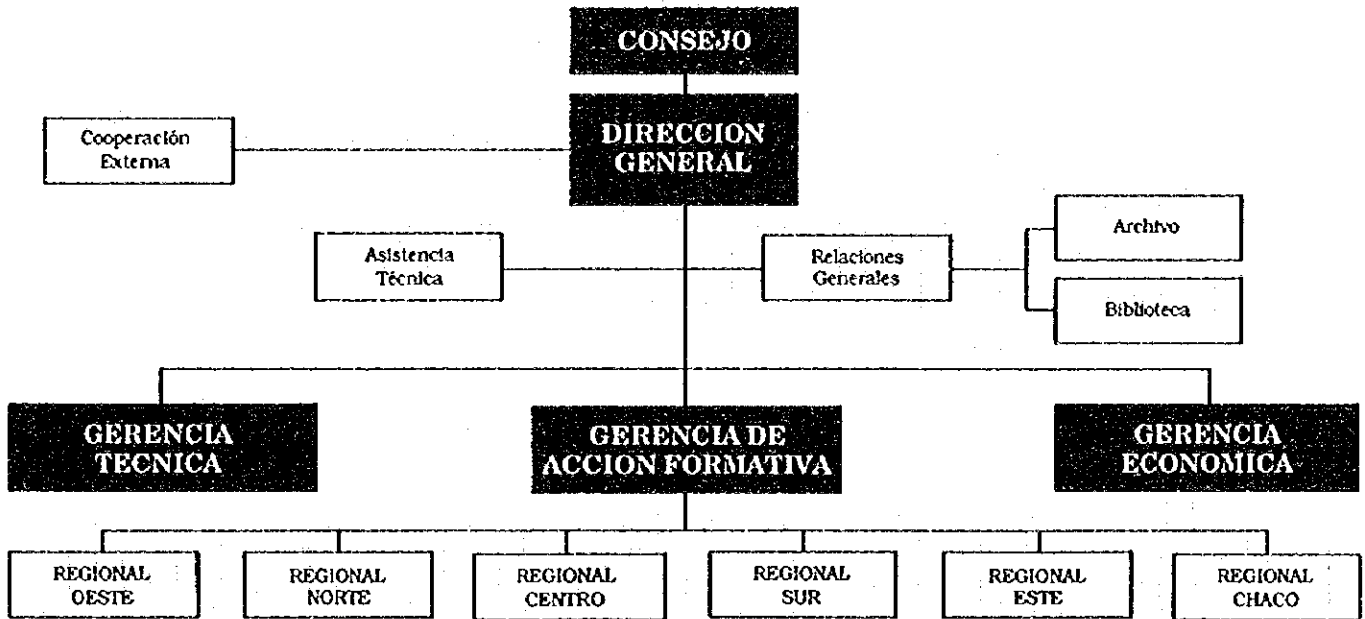 CONSEJO
DIRECCION
GENERAL
Cooperación
Externa
Asistencia
Técnica
Relaciones
Generales
Archivo
Biblioteca
GERENCIA
TECNICA
GERENCIA DE
ACCION FORMATIVA
GERENCIA
ECONOMICA
REGIONAL
OESTE
REGIONAL
NORTE
REGIONAL
CENTRO
REGIONAL
SUR
REGIONAL
ESTE
REGIONAL
CHACO